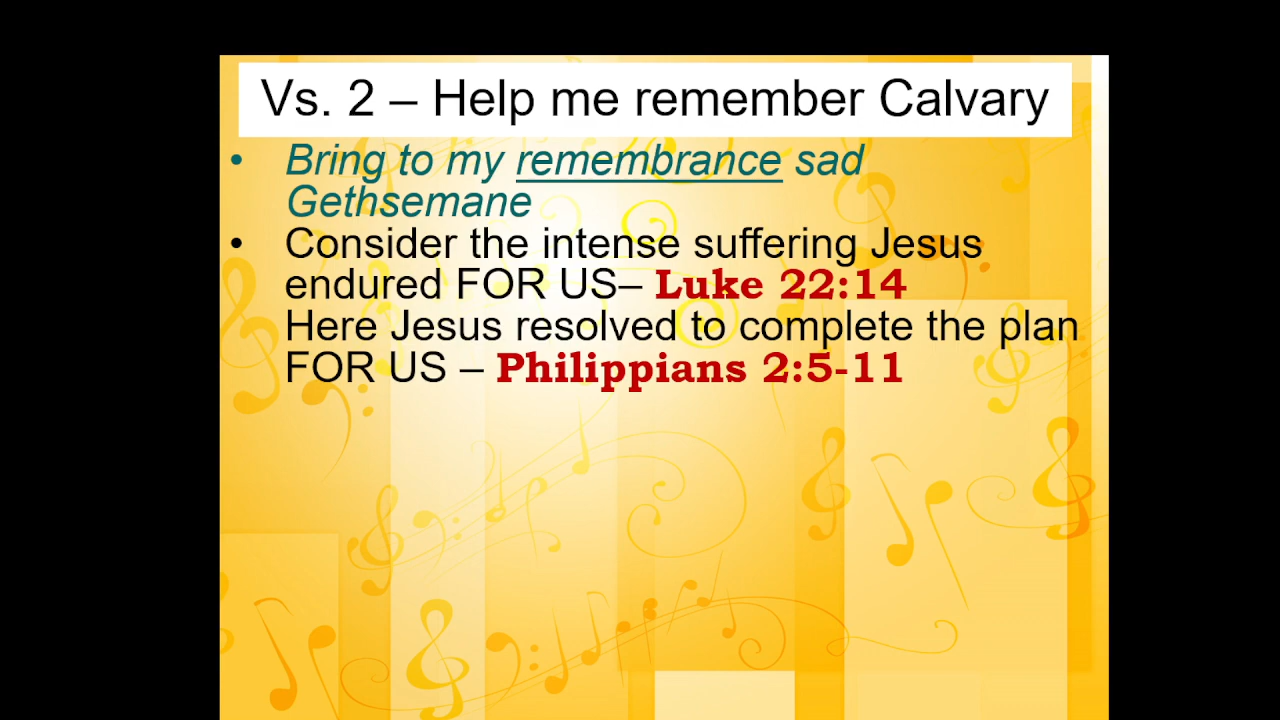 Vs. 2 – Help me remember Calvary
• Bring to my remembrance sad
Gethsemane
• Consider the intense suffering Jesus
endured FOR US– Luke 22:14
Here Jesus resolved to complete the plan
FOR US – Philippians 2:5-11